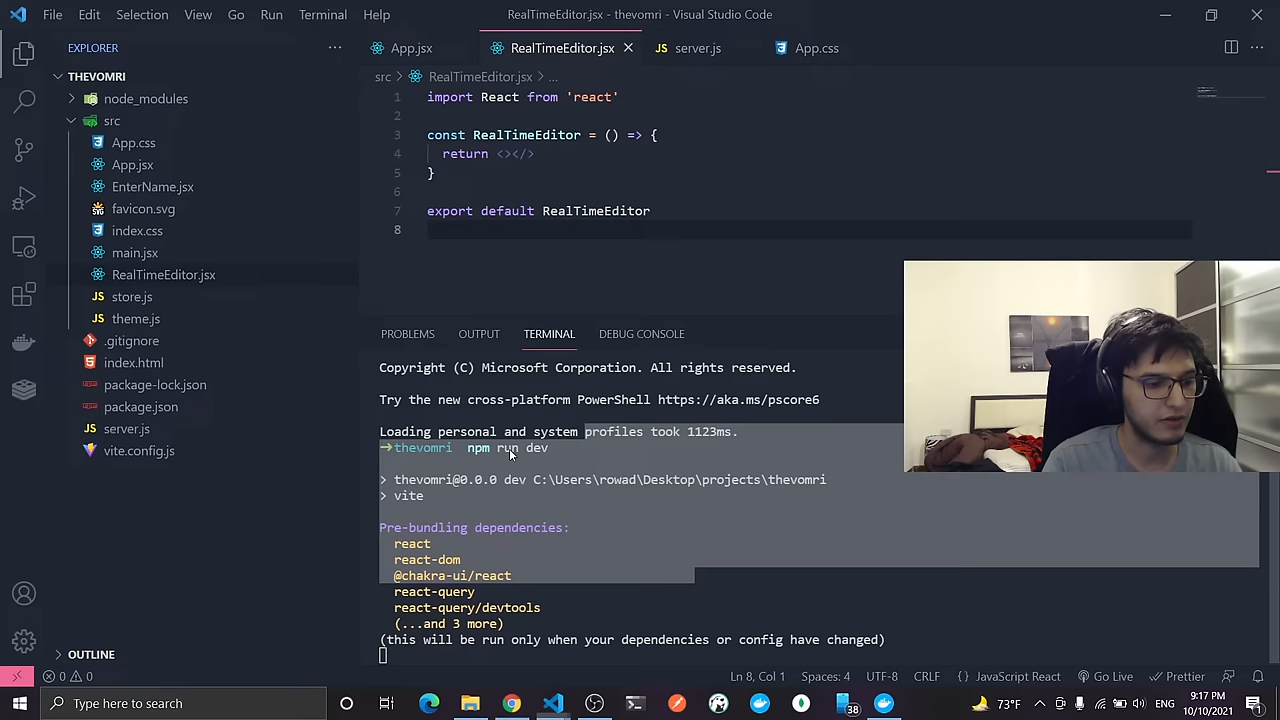 File Edit Selection View Go Run Terminal Help
RealTimeEditor.jsx - thevomri - Visual Studio Code
EXPLORER
THEVOMRI
node_modules
src
App.css
App.jsx
EnterName.jsx
favicon.svg
index.css
main.jsx
RealTimeEditor.jsx
JS store.js
JS theme.js
.gitignore
index.html
package-lock.json
package.json
JS server.js
vite.config.js
OUTLINE
App.jsx RealTimeEditor.jsx JS server.js App.css
src > RealTimeEditor.jsx > ...
1 import React from 'react'
2
3 const RealTimeEditor = () => {
4 return <></>
5 }
6
7 export default RealTimeEditor
8
PROBLEMS OUTPUT TERMINAL DEBUG CONSOLE
Copyright (C) Microsoft Corporation. All rights reserved.
Try the new cross-platform PowerShell https://aka.ms/pscore6
Loading personal and system profiles took 1123ms.
➔thevomri npm run dev
> thevomri@0.0.0 dev C:\Users\rowad\Desktop\projects\thevomri
> vite
Pre-bundling dependencies:
react
react-dom
@chakra-ui/react
react-query
react-query/devtools
(...and 3 more)
(this will be run only when your dependencies or config have changed)
0 0 Ln 8, Col 1 Spaces: 4 UTF-8 CRLF JavaScript React Go Live Prettier
Type here to search 38 73°F 9:17 PM
10/10/2021 1